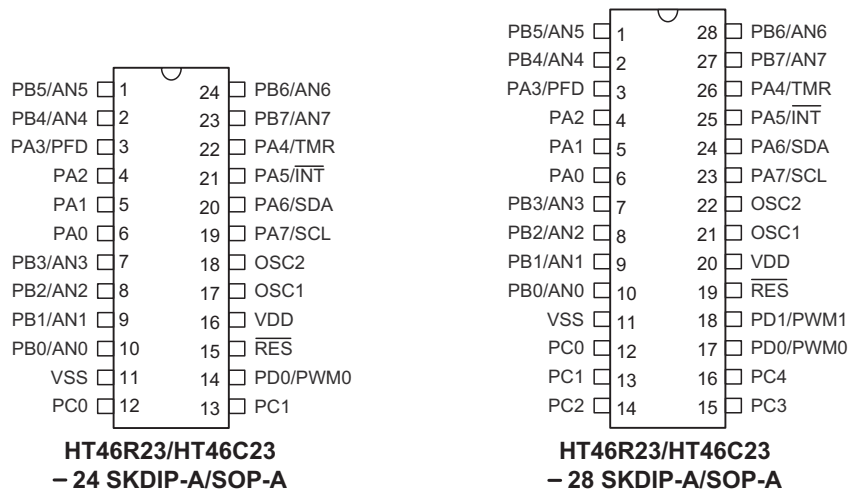 PB5/AN5 1 24 PB6/AN6
PB4/AN4 2 23 PB7/AN7
PA3/PFD 3 22 PA4/TMR
PA2 4 21 PA5/INT
PA1 5 20 PA6/SDA
PA0 6 19 PA7/SCL
PB3/AN3 7 18 OSC2
PB2/AN2 8 17 OSC1
PB1/AN1 9 16 VDD
PB0/AN0 10 15 RES
VSS 11 14 PD0/PWM0
PC0 12 13 PC1
HT46R23/HT46C23
– 24 SKDIP-A/SOP-A
PB5/AN5 1 28 PB6/AN6
PB4/AN4 2 27 PB7/AN7
PA3/PFD 3 26 PA4/TMR
PA2 4 25 PA5/INT
PA1 5 24 PA6/SDA
PA0 6 23 PA7/SCL
PB3/AN3 7 22 OSC2
PB2/AN2 8 21 OSC1
PB1/AN1 9 20 VDD
PB0/AN0 10 19 RES
VSS 11 18 PD1/PWM1
PC0 12 17 PD0/PWM0
PC1 13 16 PC4
PC2 14 15 PC3
HT46R23/HT46C23
– 28 SKDIP-A/SOP-A